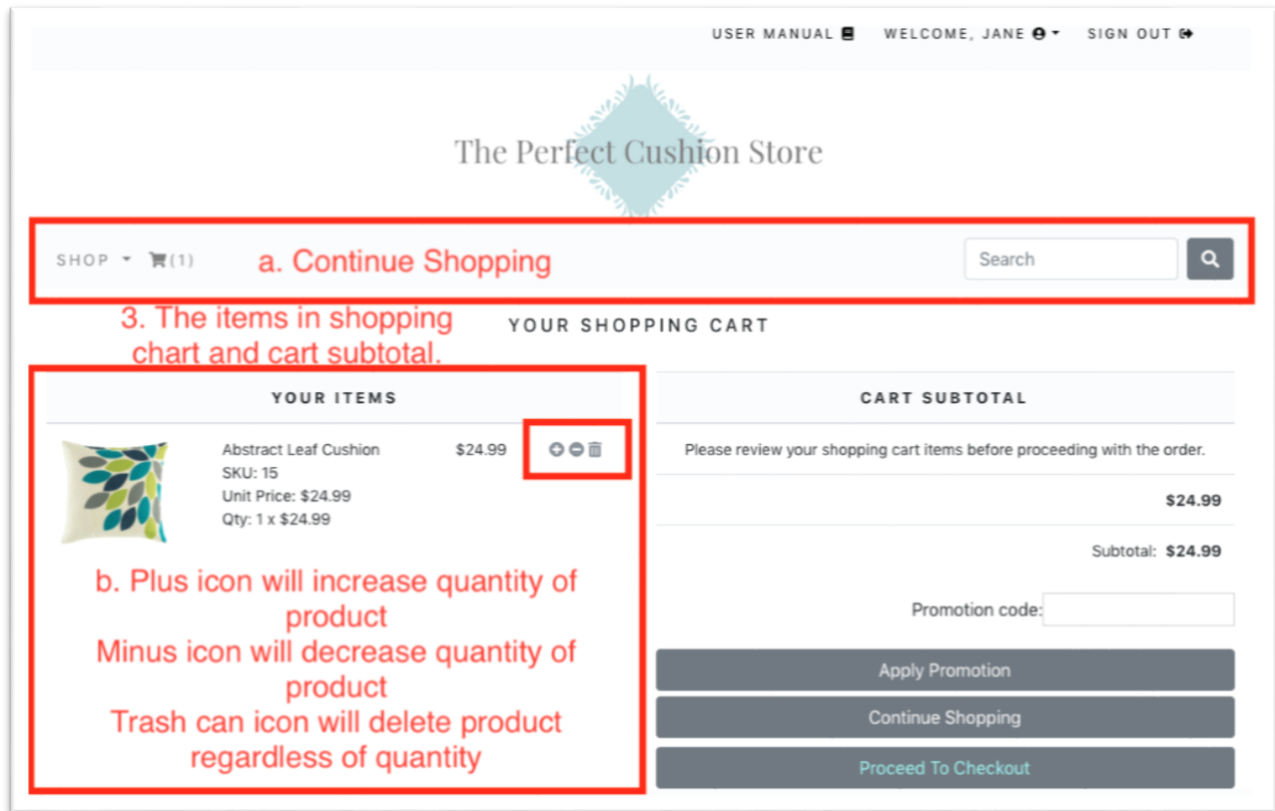 USER MANUAL WELCOME, JANE SIGN OUT
The Perfect Cushion Store
SHOP (1) a. Continue Shopping Search
3. The items in shopping
chart and cart subtotal.
YOUR SHOPPING CART
YOUR ITEMS
Abstract Leaf Cushion $24.99
SKU: 15
Unit Price: $24.99
Qty: 1 x $24.99
b. Plus icon will increase quantity of
product
Minus icon will decrease quantity of
product
Trash can icon will delete product
regardless of quantity
CART SUBTOTAL
Please review your shopping cart items before proceeding with the order.
$24.99
Subtotal: $24.99
Promotion code:
Apply Promotion
Continue Shopping
Proceed To Checkout